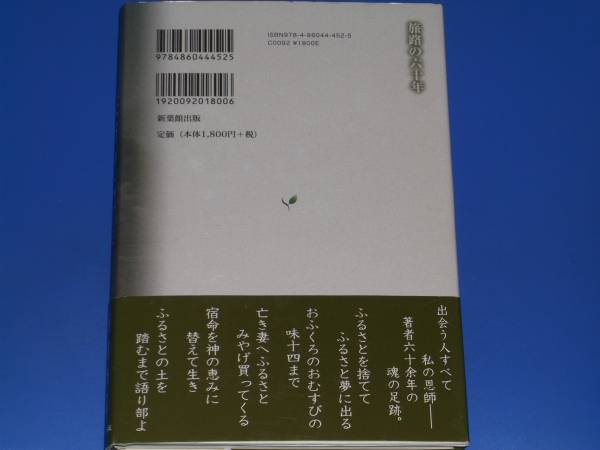 旅路の六十年
ISBN978-4-86044-452-5
C0092 ¥1800E
9784860444525
1920092018006
新葉館出版
定価（本体1,800円+税）
出会う人すべて
私の恩師――
著者六十余年の
魂の足跡。
ふるさとを捨てて
ふるさと夢に出る
おふくろのおむすびの
味十四まで
亡き妻へふるさと
みやげ買ってくる
宿命を神の恵みに
替えて生き
ふるさとの土を
踏むまで語り部よ